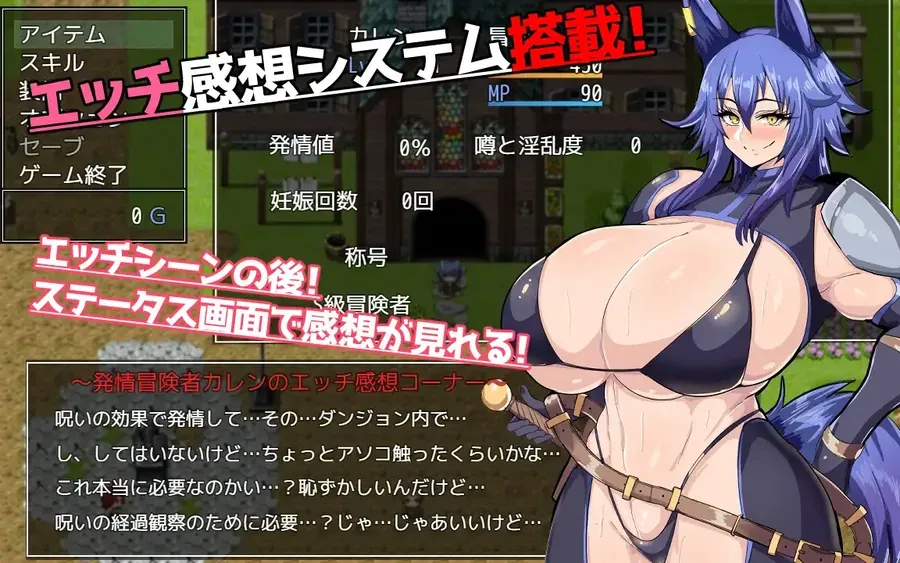 アイテム
スキル
セーブ
ゲーム終了
0 G
エッチ感想システム搭載!
カレン
450
MP 90
発情値 0% 噂と淫乱度 0
妊娠回数 0回
称号
S級冒険者
エッチシーンの後!
ステータス画面で感想が見れる!
~発情冒険者カレンのエッチ感想コーナー~
呪いの効果で発情して…その…ダンジョン内で…
し、してはいないけど…ちょっとアソコ触ったくらいかな…
これ本当に必要なのかい…?恥ずかしいんだけど…
呪いの経過観察のために必要…?じゃ…じゃあいいけど…